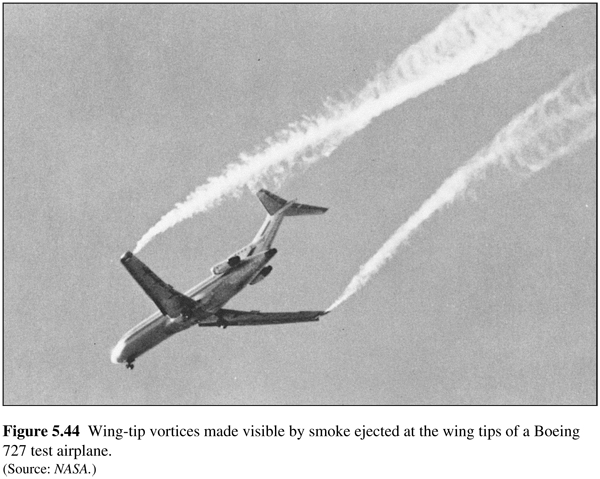 Figure 5.44 Wing-tip vortices made visible by smoke ejected at the wing tips of a Boeing
727 test airplane.
(Source: NASA.)